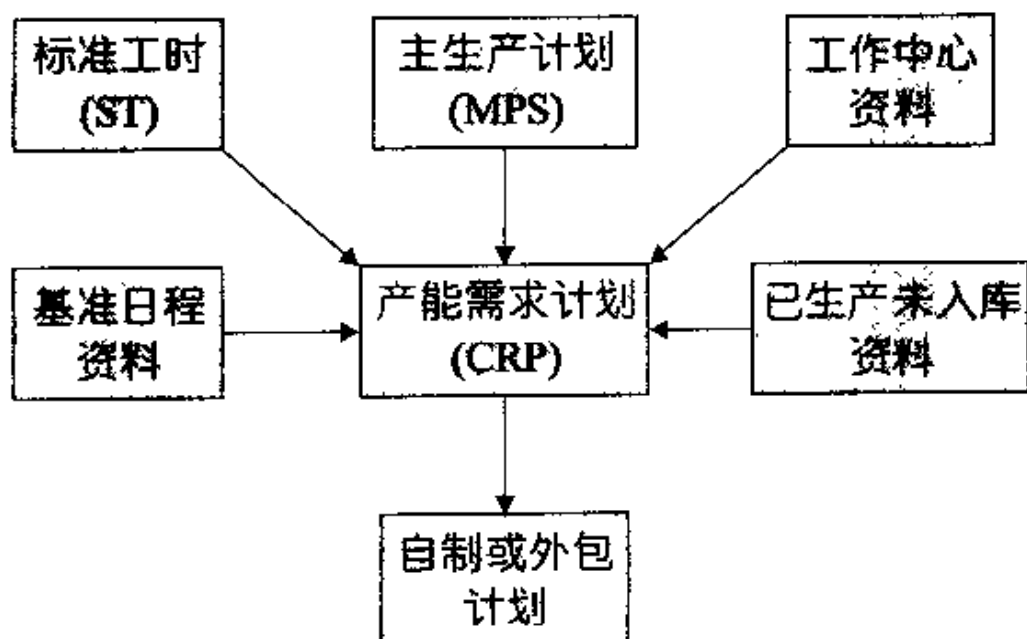 标准工时
(ST)
主生产计划
(MPS)
工作中心
资料
基准日程
资料
产能需求计划
(CRP)
已生产未入库
资料
自制或外包
计划